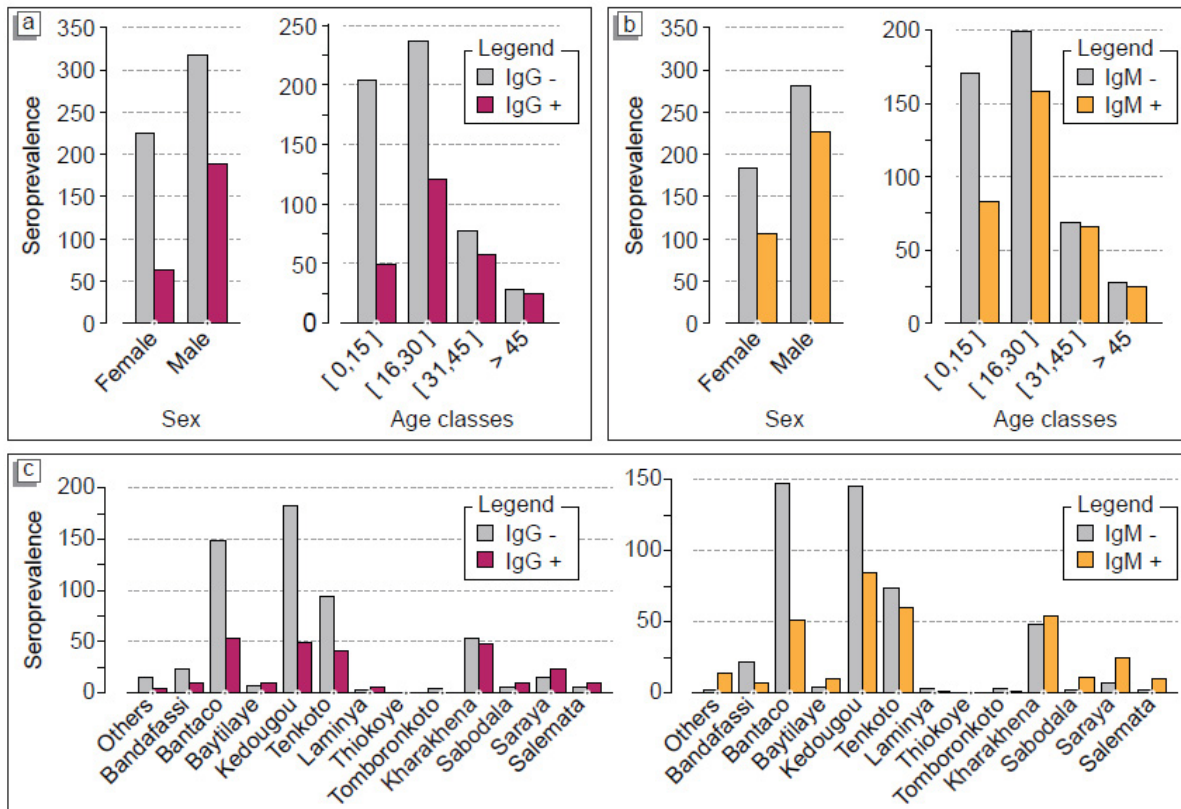 a
Seroprevalence
350
300
250
200
150
100
50
0
Female
Male
Sex
250
200
150
100
50
0
[ 0,15 ]
[ 16,30 ]
[ 31,45 ]
> 45
Age classes
Legend
IgG -
IgG +
b
Seroprevalence
350
300
250
200
150
100
50
0
Female
Male
Sex
200
150
100
50
0
[ 0,15 ]
[ 16,30 ]
[ 31,45 ]
> 45
Age classes
Legend
IgM -
IgM +
c
Seroprevalence
200
150
100
50
0
Others
Bandafassi
Bantaco
Baytilaye
Kedougou
Tenkoto
Laminya
Thiokoye
Tomboronkoto
Kharakhena
Sabodala
Saraya
Salemata
Legend
IgG -
IgG +
150
100
50
0
Others
Bandafassi
Bantaco
Baytilaye
Kedougou
Tenkoto
Laminya
Thiokoye
Tomboronkoto
Kharakhena
Sabodala
Saraya
Salemata
Legend
IgM -
IgM +